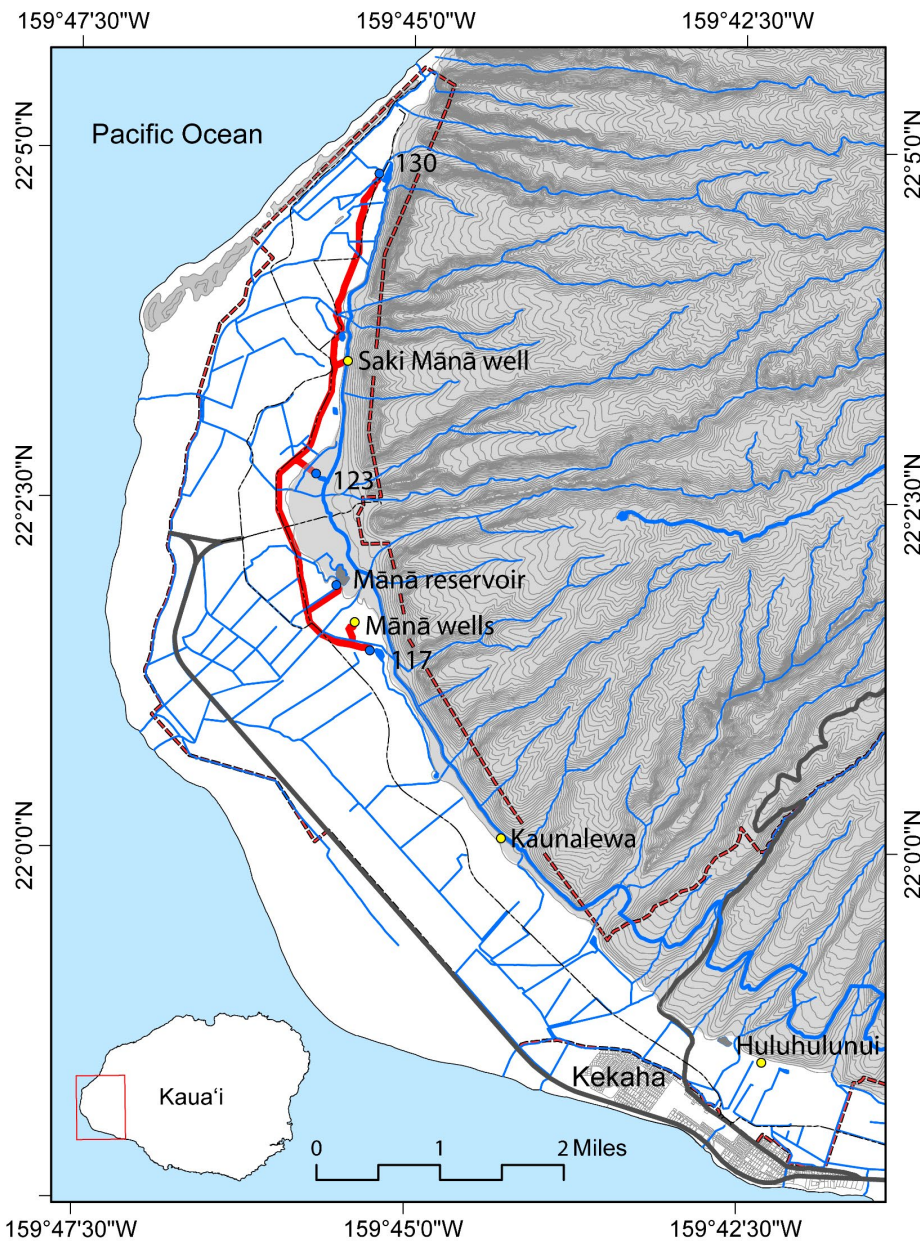 159°47'30"W
159°45'0"W
159°42'30"W
22°5'0"N
Pacific Ocean
22°5'0"N
130
Saki Mānā well
22°2'30"N
123
22°2'30"N
Mānā reservoir
Mānā wells
117
22°0'0"N
Kaunalewa
22°0'0"N
Huluhulunui
Kekaha
Kauaʻi
0 1 2 Miles
159°47'30"W
159°45'0"W
159°42'30"W